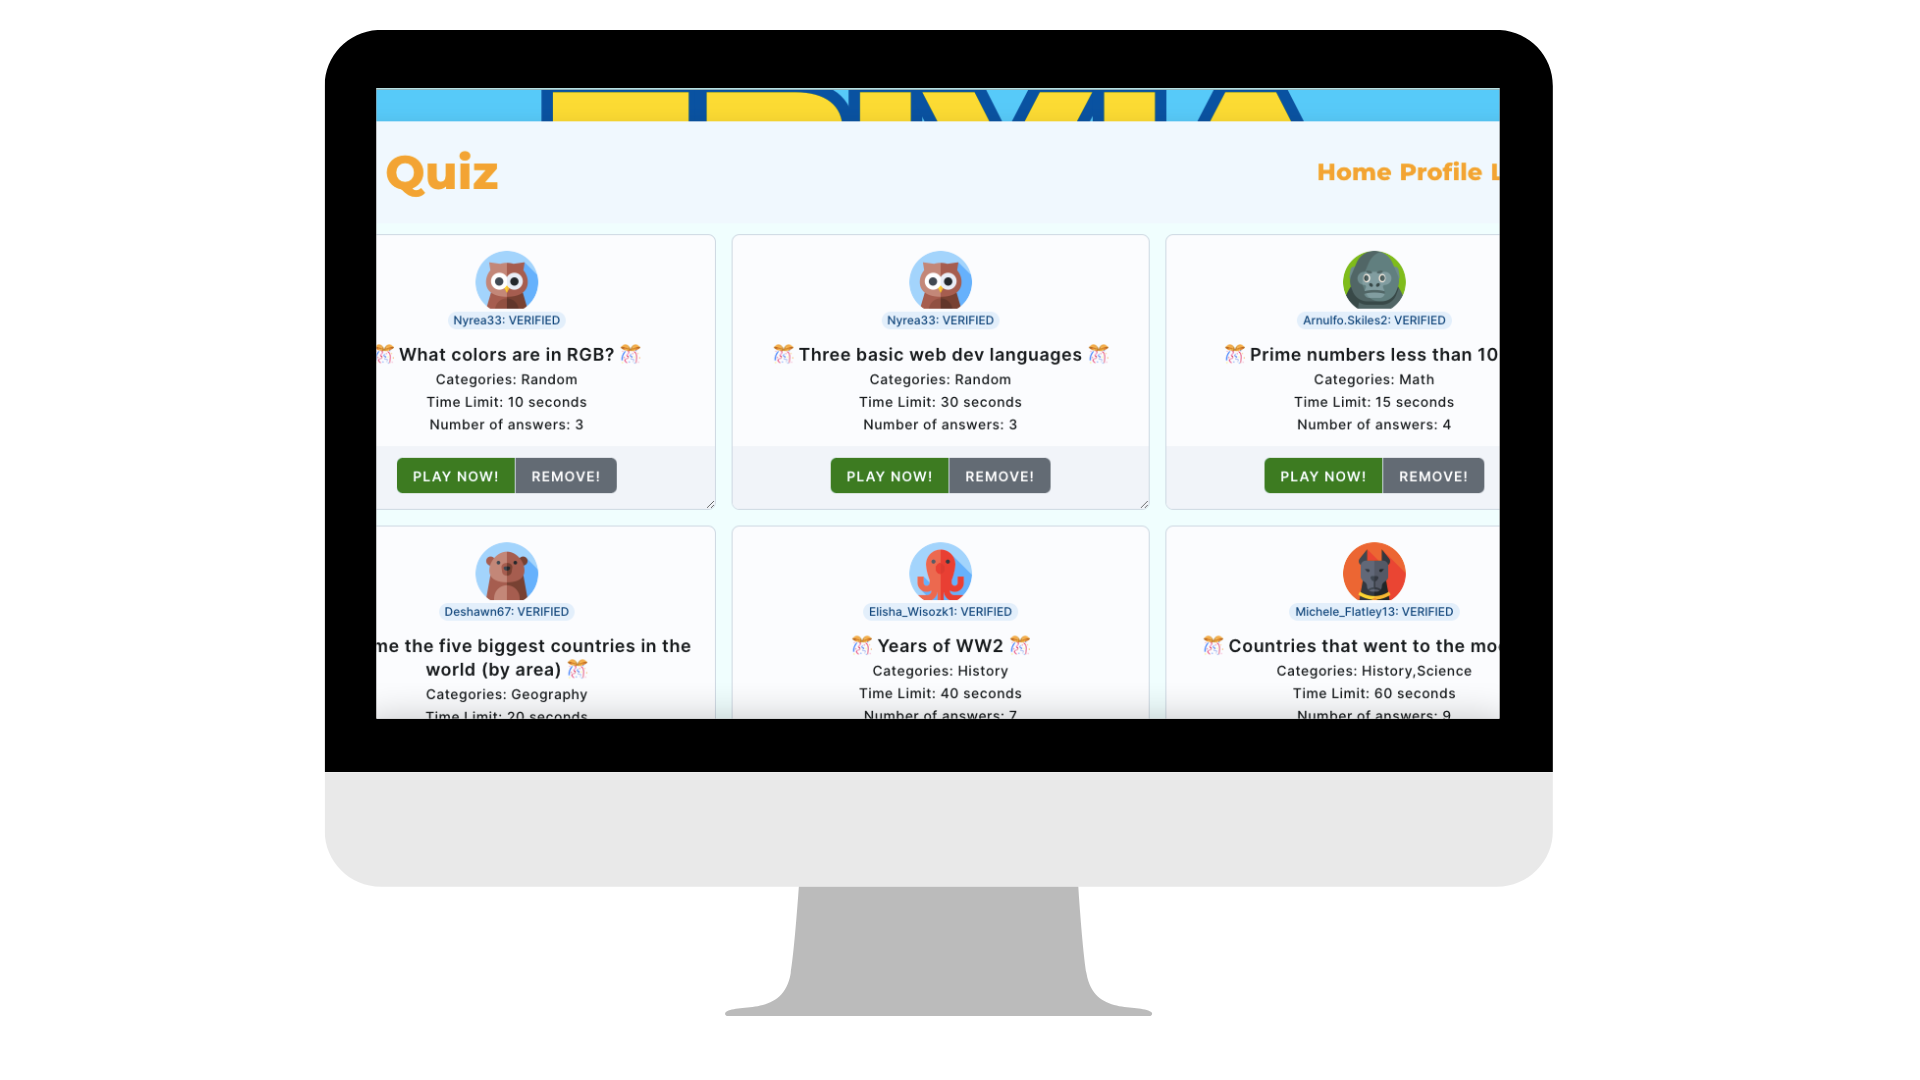 Quiz
Home Profile L
Nyrea33: VERIFIED
What colors are in RGB?
Categories: Random
Time Limit: 10 seconds
Number of answers: 3
PLAY NOW! REMOVE!
Nyrea33: VERIFIED
Three basic web dev languages
Categories: Random
Time Limit: 30 seconds
Number of answers: 3
PLAY NOW! REMOVE!
Arnulfo.Skiles2: VERIFIED
Prime numbers less than 10
Categories: Math
Time Limit: 15 seconds
Number of answers: 4
PLAY NOW! REMOVE!
Deshawn67: VERIFIED
me the five biggest countries in the
world (by area)
Categories: Geography
Time Limit: 20 seconds
Elisha_Wisozk1: VERIFIED
Years of WW2
Categories: History
Time Limit: 40 seconds
Number of answers: 7
Michele_Flatley13: VERIFIED
Countries that went to the mo
Categories: History,Science
Time Limit: 60 seconds
Number of answers: 9